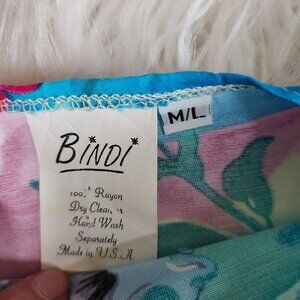 BINDI
M/L
100% Rayon
Dry Clean or
Hand Wash
Separately
Made in U.S.A